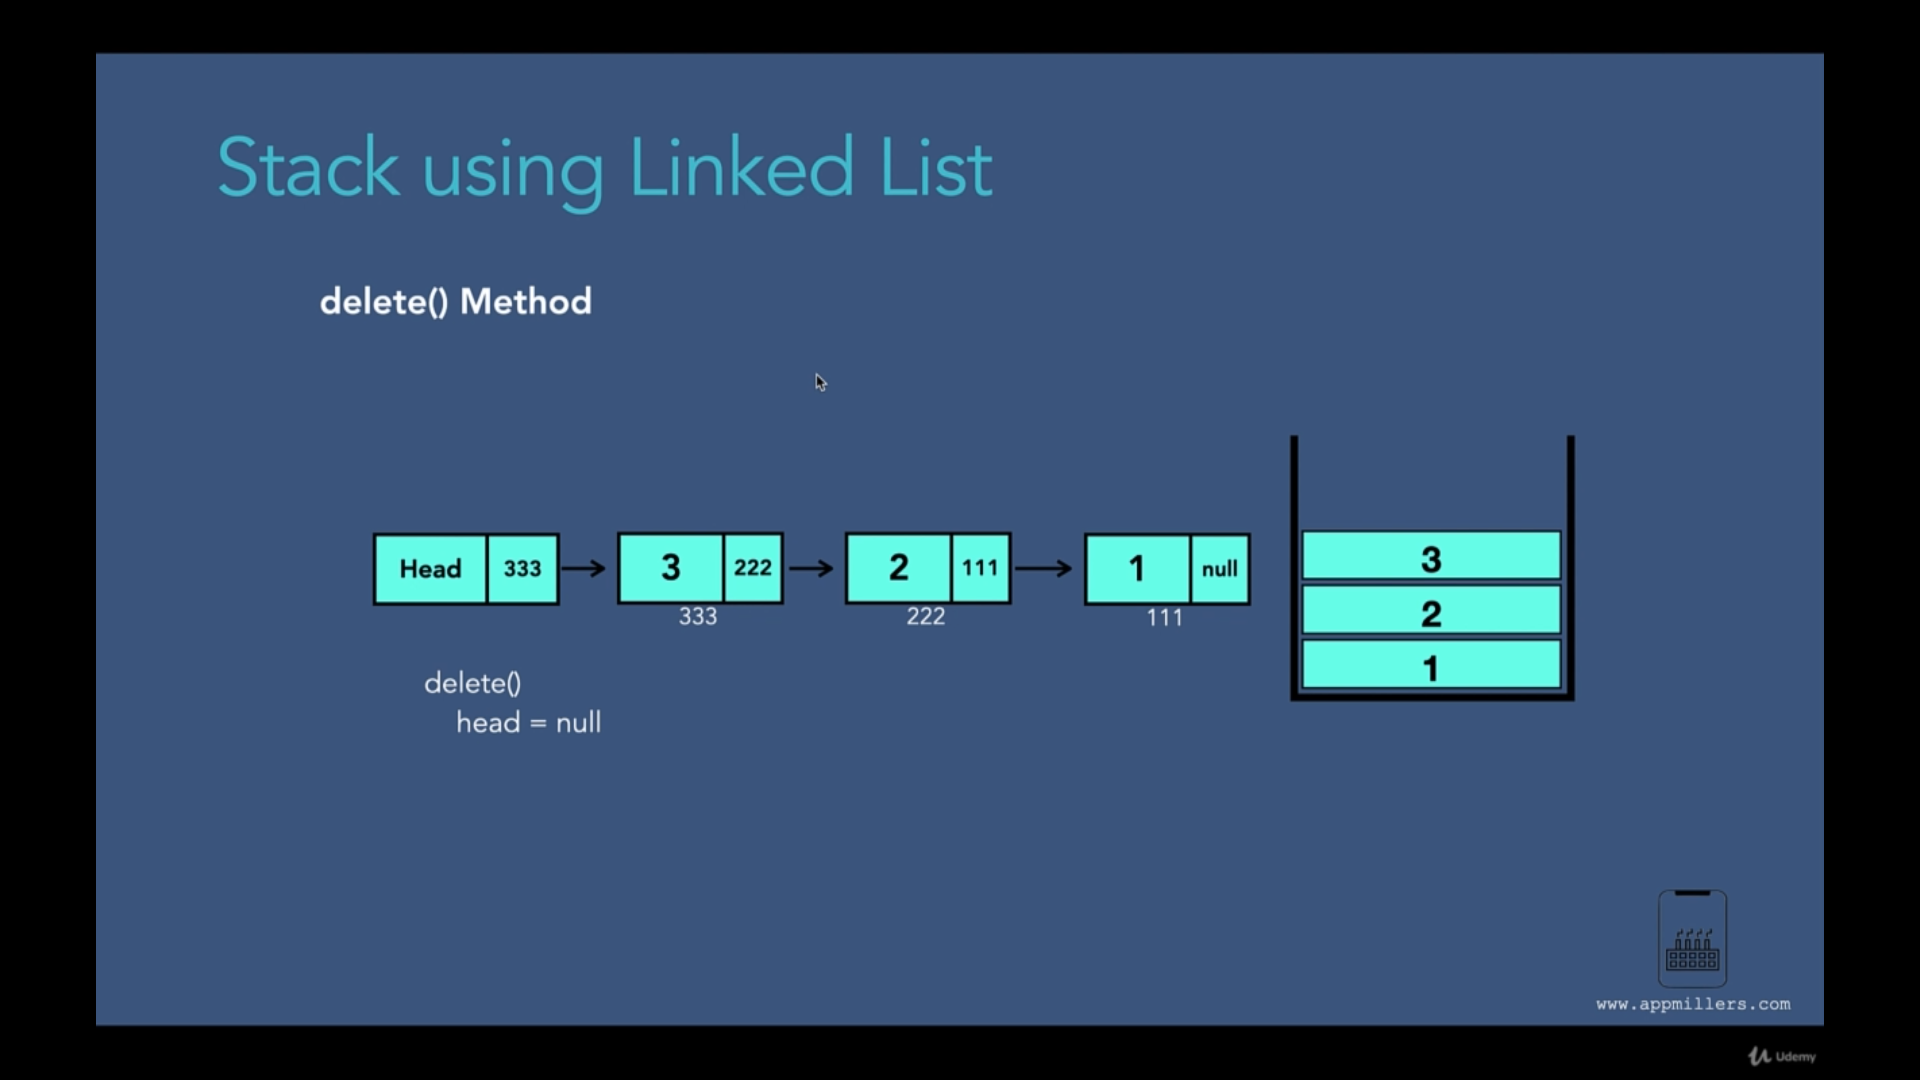 Stack using Linked List
delete() Method
Head 333 3 222 2 111 1 null
333 222 111
3
2
1
delete()
head = null
www.appmillers.com
Udemy